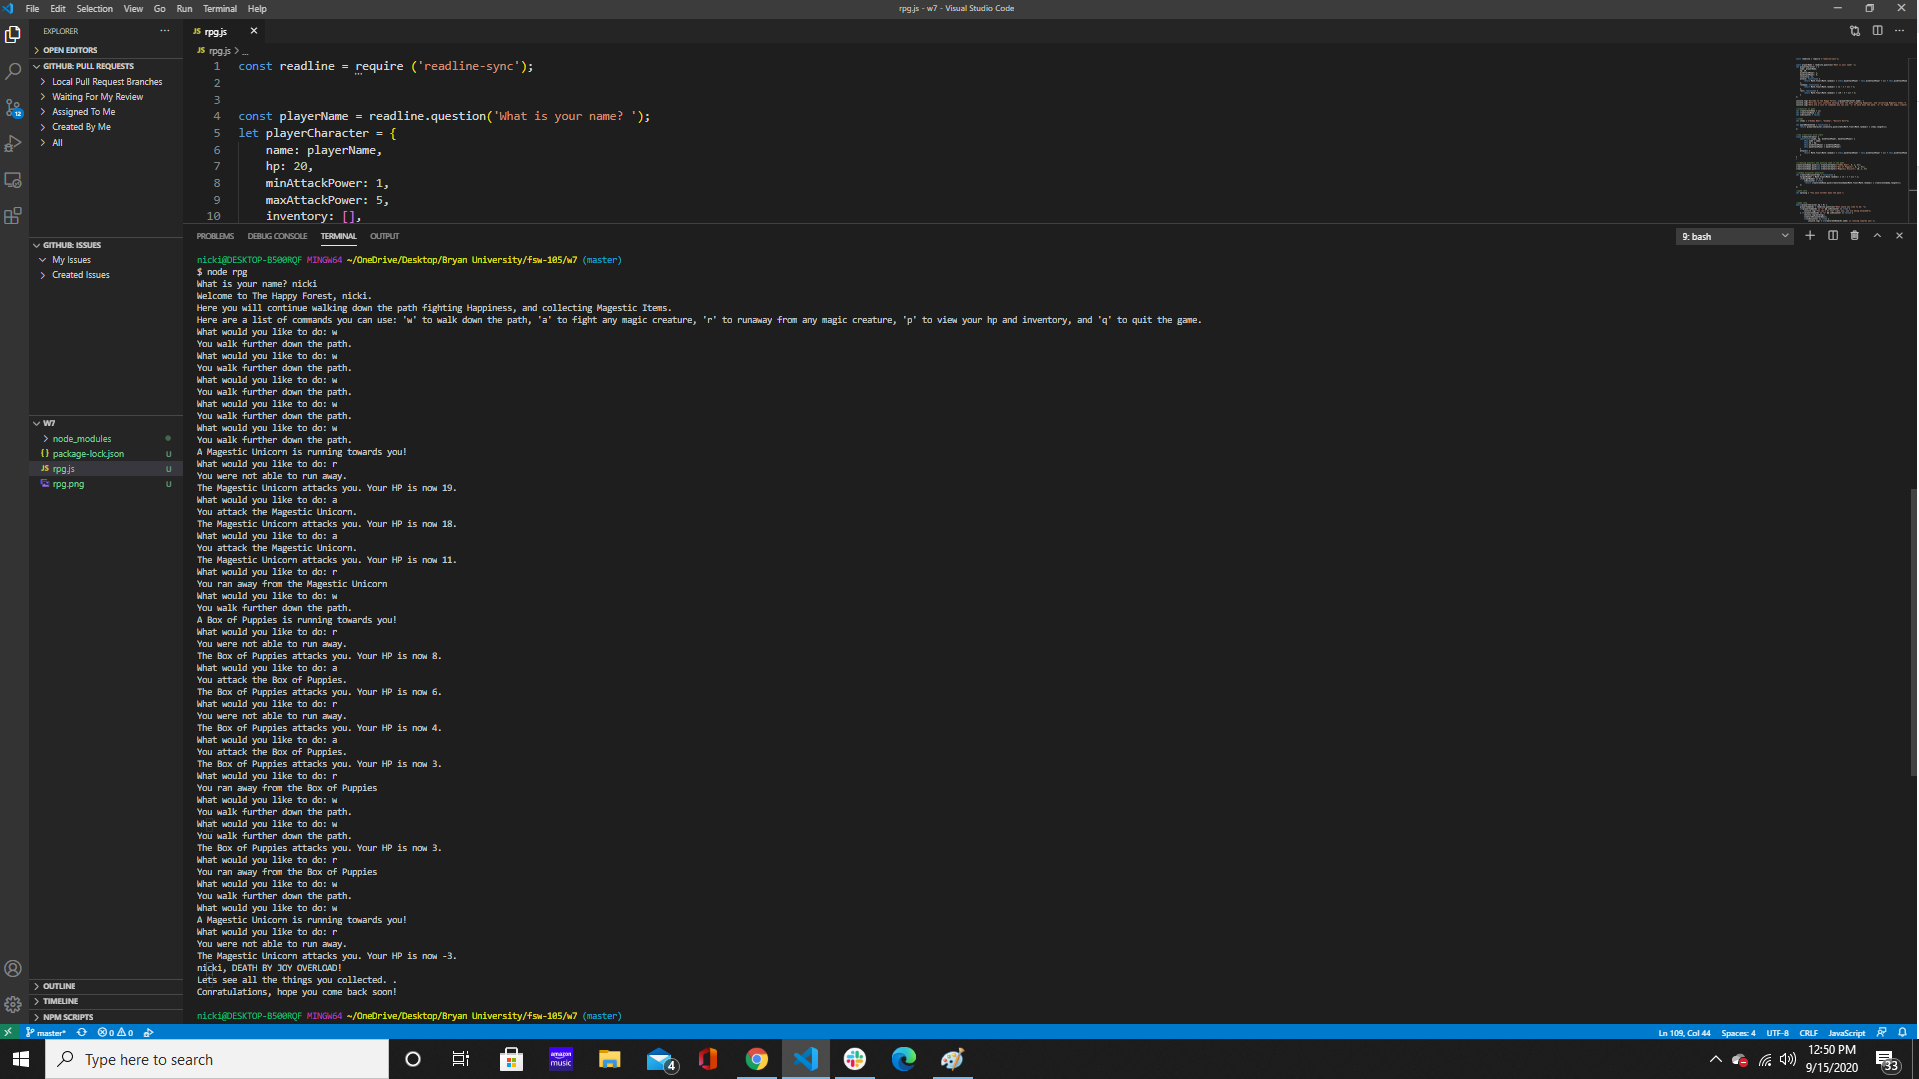 File Edit Selection View Go Run Terminal Help
rpg.js - w7 - Visual Studio Code
EXPLORER
OPEN EDITORS
GITHUB: PULL REQUESTS
Local Pull Request Branches
Waiting For My Review
Assigned To Me
Created By Me
All
GITHUB: ISSUES
My Issues
Created Issues
W7
node_modules
package-lock.json U
JS rpg.js U
rpg.png U
OUTLINE
TIMELINE
NPM SCRIPTS
JS rpg.js
JS rpg.js > ...
1 const readline = require ('readline-sync');
2
3
4 const playerName = readline.question('What is your name? ');
5 let playerCharacter = {
6 name: playerName,
7 hp: 20,
8 minAttackPower: 1,
9 maxAttackPower: 5,
10 inventory: [],
PROBLEMS DEBUG CONSOLE TERMINAL OUTPUT
9: bash
nicki@DESKTOP-B500RQF MINGW64 ~/OneDrive/Desktop/Bryan University/fsw-105/w7 (master)
$ node rpg
What is your name? nicki
Welcome to The Happy Forest, nicki.
Here you will continue walking down the path fighting Happiness, and collecting Magestic Items.
Here are a list of commands you can use: 'w' to walk down the path, 'a' to fight any magic creature, 'r' to runaway from any magic creature, 'p' to view your hp and inventory, and 'q' to quit the game.
What would you like to do: w
You walk further down the path.
What would you like to do: w
You walk further down the path.
What would you like to do: w
You walk further down the path.
What would you like to do: w
You walk further down the path.
What would you like to do: w
You walk further down the path.
A Magestic Unicorn is running towards you!
What would you like to do: r
You were not able to run away.
The Magestic Unicorn attacks you. Your HP is now 19.
What would you like to do: a
You attack the Magestic Unicorn.
The Magestic Unicorn attacks you. Your HP is now 18.
What would you like to do: a
You attack the Magestic Unicorn.
The Magestic Unicorn attacks you. Your HP is now 11.
What would you like to do: r
You ran away from the Magestic Unicorn
What would you like to do: w
You walk further down the path.
A Box of Puppies is running towards you!
What would you like to do: r
You were not able to run away.
The Box of Puppies attacks you. Your HP is now 8.
What would you like to do: a
You attack the Box of Puppies.
The Box of Puppies attacks you. Your HP is now 6.
What would you like to do: r
You were not able to run away.
The Box of Puppies attacks you. Your HP is now 4.
What would you like to do: a
You attack the Box of Puppies.
The Box of Puppies attacks you. Your HP is now 3.
What would you like to do: r
You ran away from the Box of Puppies
What would you like to do: w
You walk further down the path.
What would you like to do: w
You walk further down the path.
The Box of Puppies attacks you. Your HP is now 3.
What would you like to do: r
You ran away from the Box of Puppies
What would you like to do: w
You walk further down the path.
What would you like to do: w
A Magestic Unicorn is running towards you!
What would you like to do: r
You were not able to run away.
The Magestic Unicorn attacks you. Your HP is now -3.
nicki, DEATH BY JOY OVERLOAD!
Lets see all the things you collected. .
Conratulations, hope you come back soon!
nicki@DESKTOP-B500RQF MINGW64 ~/OneDrive/Desktop/Bryan University/fsw-105/w7 (master)
master* 0 0
Ln 109, Col 44 Spaces: 4 UTF-8 CRLF JavaScript
Type here to search
amazon music
4
12:50 PM
9/15/2020
33